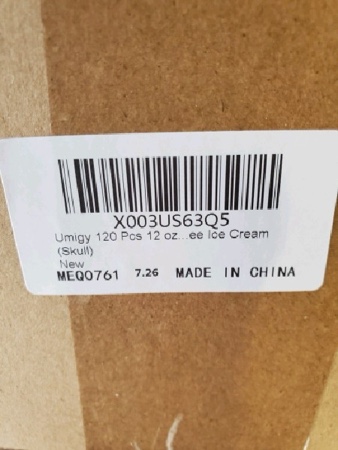 X003US63Q5
Umigy 120 Pcs 12 oz...ee Ice Cream
(Skull)
New
MEQ0761 7.26 MADE IN CHINA